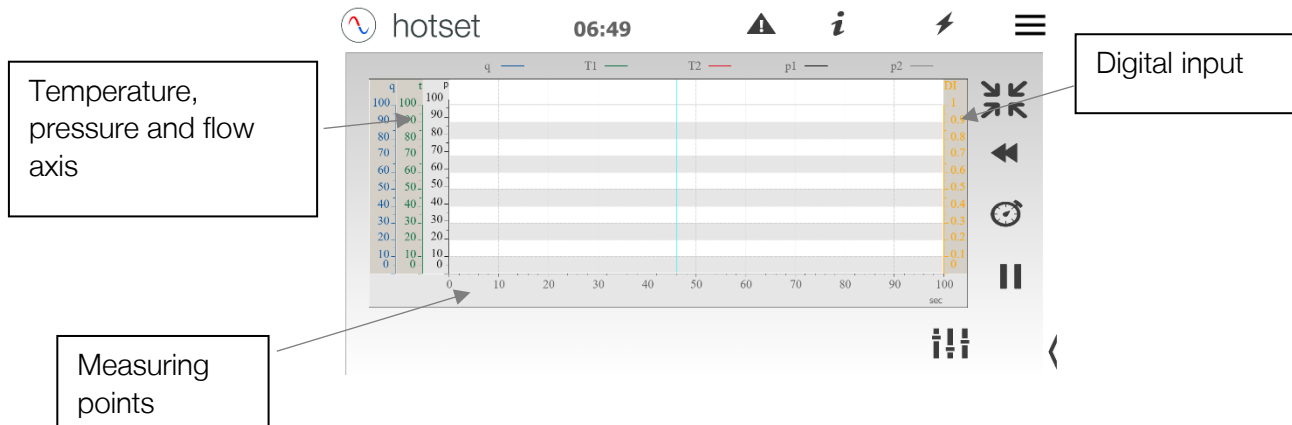 hotset 06:49
Temperature,
pressure and flow
axis
Digital input
q T1 T2 p1 p2
q t p DI
100 100 100 1
90 90 90 0.9
80 80 80 0.8
70 70 70 0.7
60 60 60 0.6
50 50 50 0.5
40 40 40 0.4
30 30 30 0.3
20 20 20 0.2
10 10 10 0.1
0 0 0 0
0 10 20 30 40 50 60 70 80 90 100
sec
Measuring
points